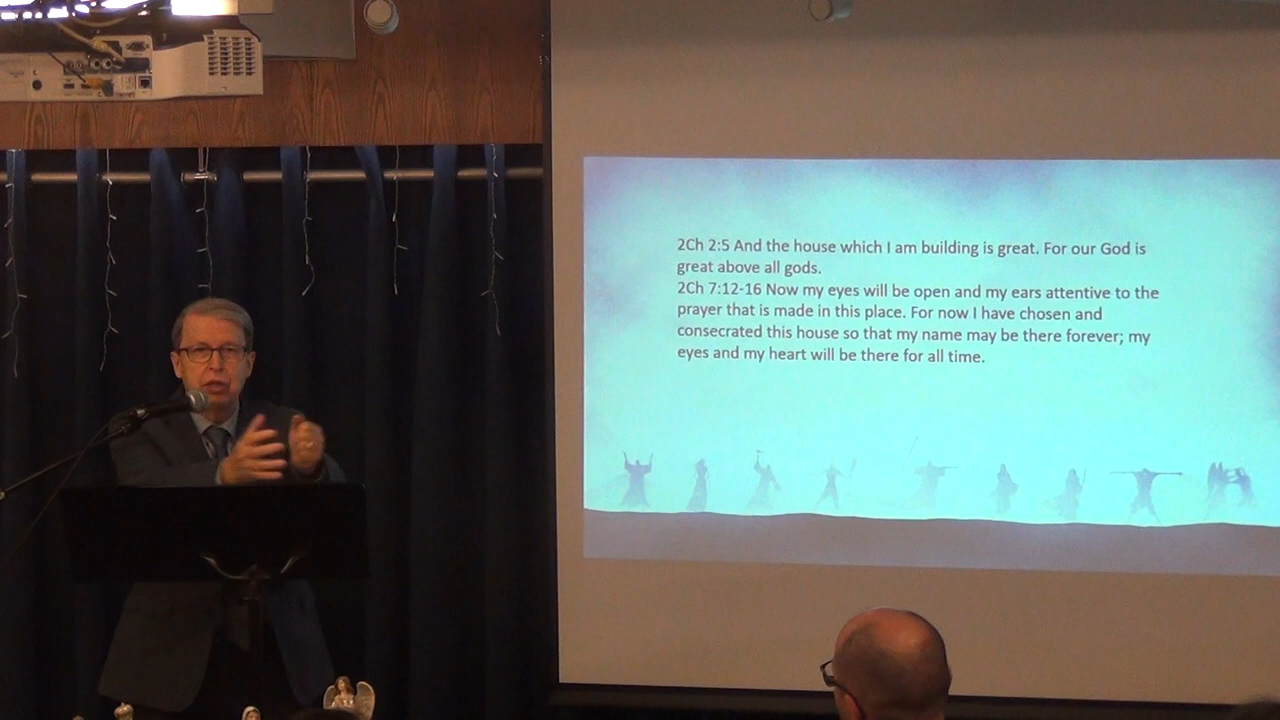 2Ch 2:5 And the house which I am building is great. For our God is
great above all gods.
2Ch 7:12-16 Now my eyes will be open and my ears attentive to the
prayer that is made in this place. For now I have chosen and
consecrated this house so that my name may be there forever; my
eyes and my heart will be there for all time.